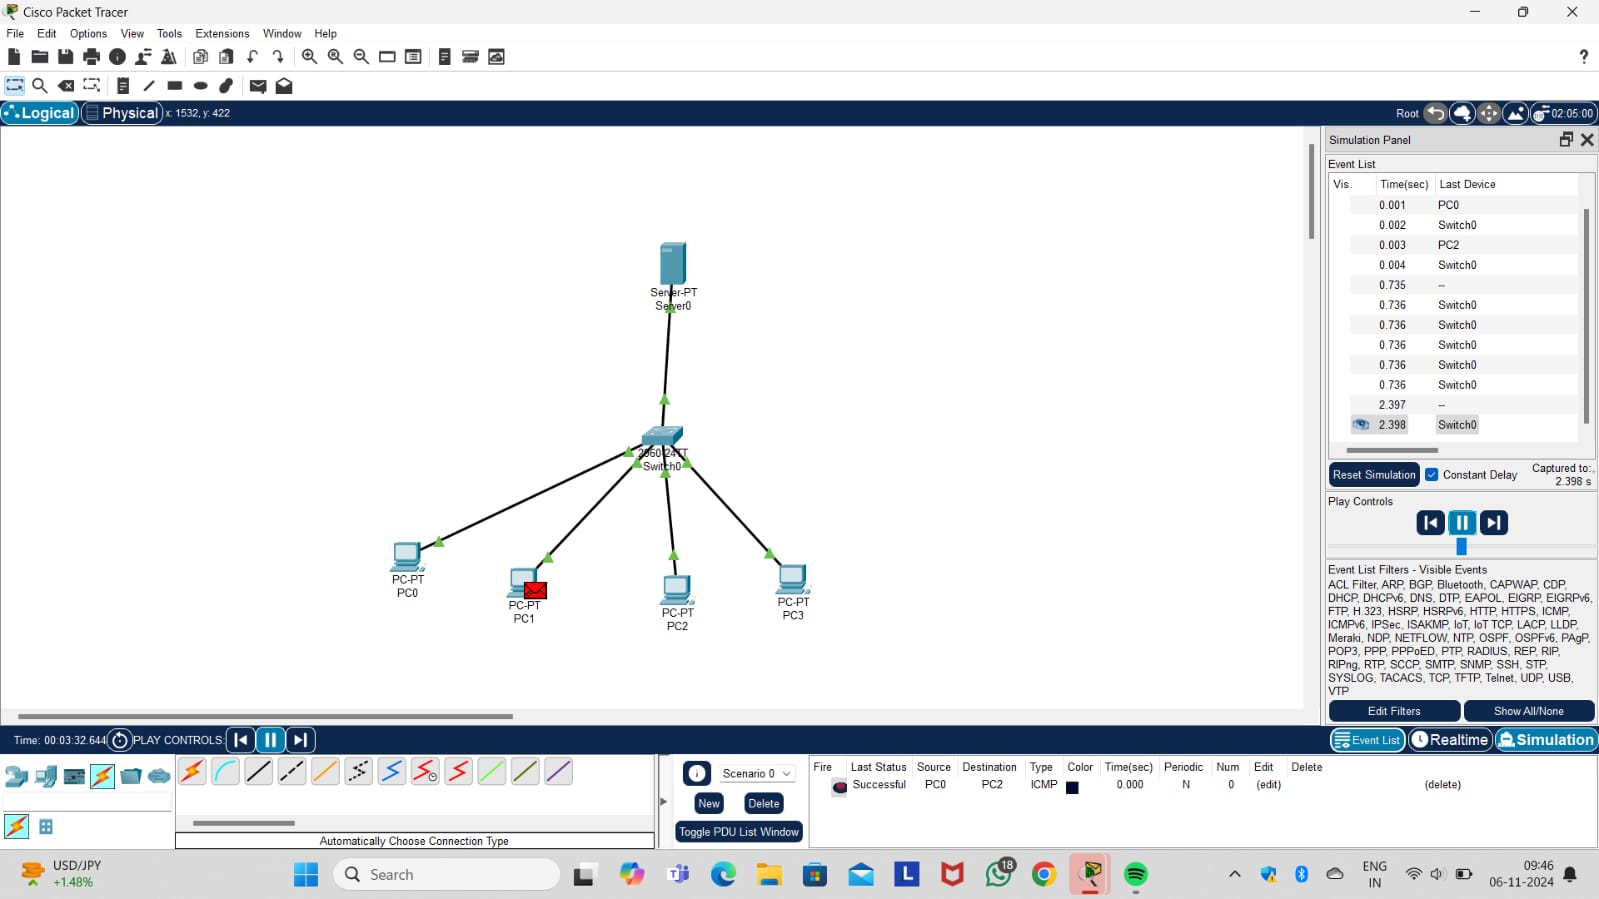 Cisco Packet Tracer
File Edit Options View Tools Extensions Window Help
?
Logical Physical x: 1532, y: 422 Root 02:05:00
Server-PT
Server0
2960-24TT
Switch0
PC-PT
PC0
PC-PT
PC1
PC-PT
PC2
PC-PT
PC3
Simulation Panel
Event List
Vis. Time(sec) Last Device
0.001 PC0
0.002 Switch0
0.003 PC2
0.004 Switch0
0.735 --
0.736 Switch0
0.736 Switch0
0.736 Switch0
0.736 Switch0
0.736 Switch0
2.397 --
2.398 Switch0
Reset Simulation Constant Delay Captured to:
2.398 s
Play Controls
Event List Filters - Visible Events
ACL Filter, ARP, BGP, Bluetooth, CAPWAP, CDP,
DHCP, DHCPv6, DNS, DTP, EAPOL, EIGRP, EIGRPv6,
FTP, H.323, HSRP, HSRPv6, HTTP, HTTPS, ICMP,
ICMPv6, IPSec, ISAKMP, IoT, IoT TCP, LACP, LLDP,
Meraki, NDP, NETFLOW, NTP, OSPF, OSPFv6, PAgP,
POP3, PPP, PPPoED, PTP, RADIUS, REP, RIP,
RIPng, RTP, SCCP, SMTP, SNMP, SSH, STP,
SYSLOG, TACACS, TCP, TFTP, Telnet, UDP, USB,
VTP
Edit Filters Show All/None
Time: 00:03:32.644 PLAY CONTROLS: Event List Realtime Simulation
Automatically Choose Connection Type
Scenario 0
New Delete
Toggle PDU List Window
Fire Last Status Source Destination Type Color Time(sec) Periodic Num Edit Delete
Successful PC0 PC2 ICMP 0.000 N 0 (edit) (delete)
USD/JPY
+1.48%
Search
L
18
ENG
IN
09:46
06-11-2024